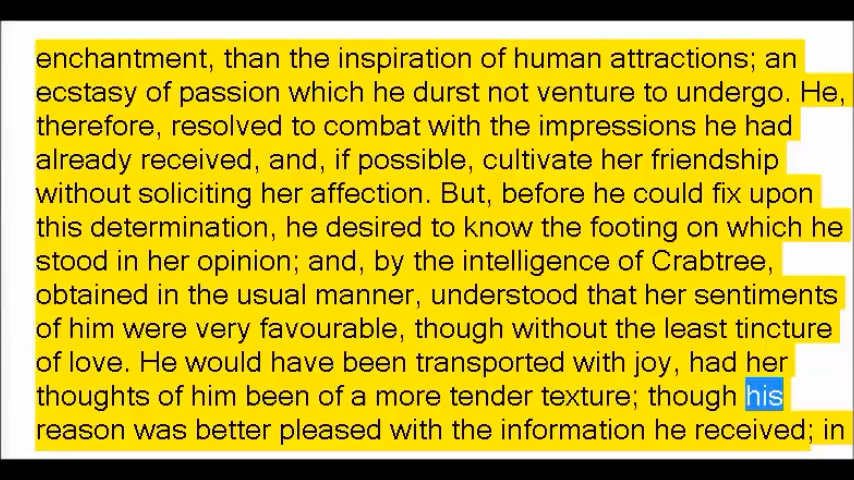 enchantment, than the inspiration of human attractions; an
ecstasy of passion which he durst not venture to undergo. He,
therefore, resolved to combat with the impressions he had
already received, and, if possible, cultivate her friendship
without soliciting her affection. But, before he could fix upon
this determination, he desired to know the footing on which he
stood in her opinion; and, by the intelligence of Crabtree,
obtained in the usual manner, understood that her sentiments
of him were very favourable, though without the least tincture
of love. He would have been transported with joy, had her
thoughts of him been of a more tender texture; though his
reason was better pleased with the information he received; in